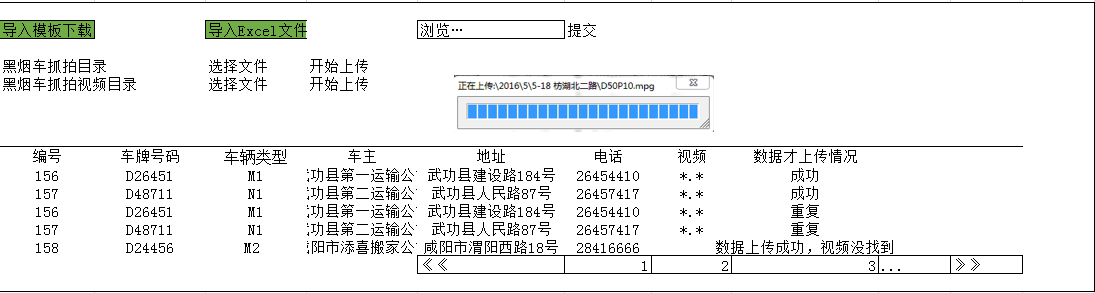 导入模板下载 导入Excel文件 浏览… 提交
黑烟车抓拍目录 选择文件 开始上传
黑烟车抓拍视频目录 选择文件 开始上传
正在上传:\2016\5\5-18 枋湖北二路\D50P10.mpg
编号 车牌号码 车辆类型 车主 地址 电话 视频 数据才上传情况
156 D26451 M1 功县第一运输公 武功县建设路184号 26454410 *.* 成功
157 D48711 N1 功县第二运输公 武功县人民路87号 26457417 *.* 成功
156 D26451 M1 功县第一运输公 武功县建设路184号 26454410 *.* 重复
157 D48711 N1 功县第二运输公 武功县人民路87号 26457417 *.* 重复
158 D24456 M2 阳市添喜搬家公 咸阳市渭阳西路18号 28416666 数据上传成功，视频没找到
《《 1 2 3 ... 》》